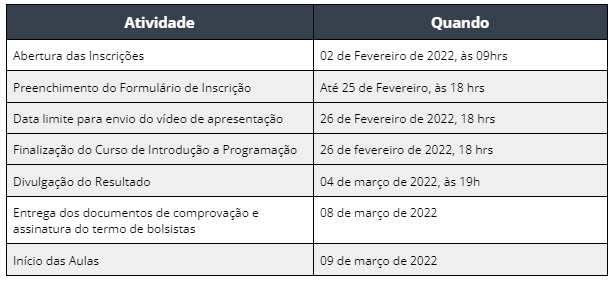 Atividade Quando
Abertura das Inscrições 02 de Fevereiro de 2022, às 09hrs
Preenchimento do Formulário de Inscrição Até 25 de Fevereiro, às 18 hrs
Data limite para envio do vídeo de apresentação 26 de Fevereiro de 2022, 18 hrs
Finalização do Curso de Introdução a Programação 26 de fevereiro de 2022, 18 hrs
Divulgação do Resultado 04 de março de 2022, às 19h
Entrega dos documentos de comprovação e 08 de março de 2022
assinatura do termo de bolsistas
Início das Aulas 09 de março de 2022